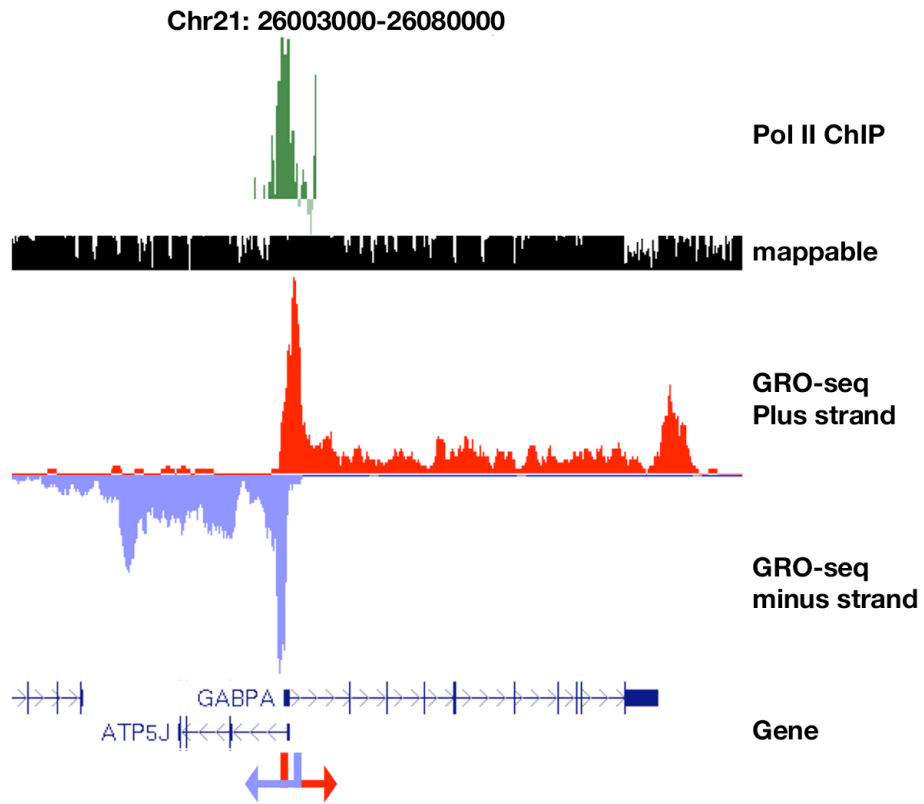 Chr21: 26003000-26080000
Pol II ChIP
mappable
GRO-seq
Plus strand
GRO-seq
minus strand
GABPA
ATP5J
Gene